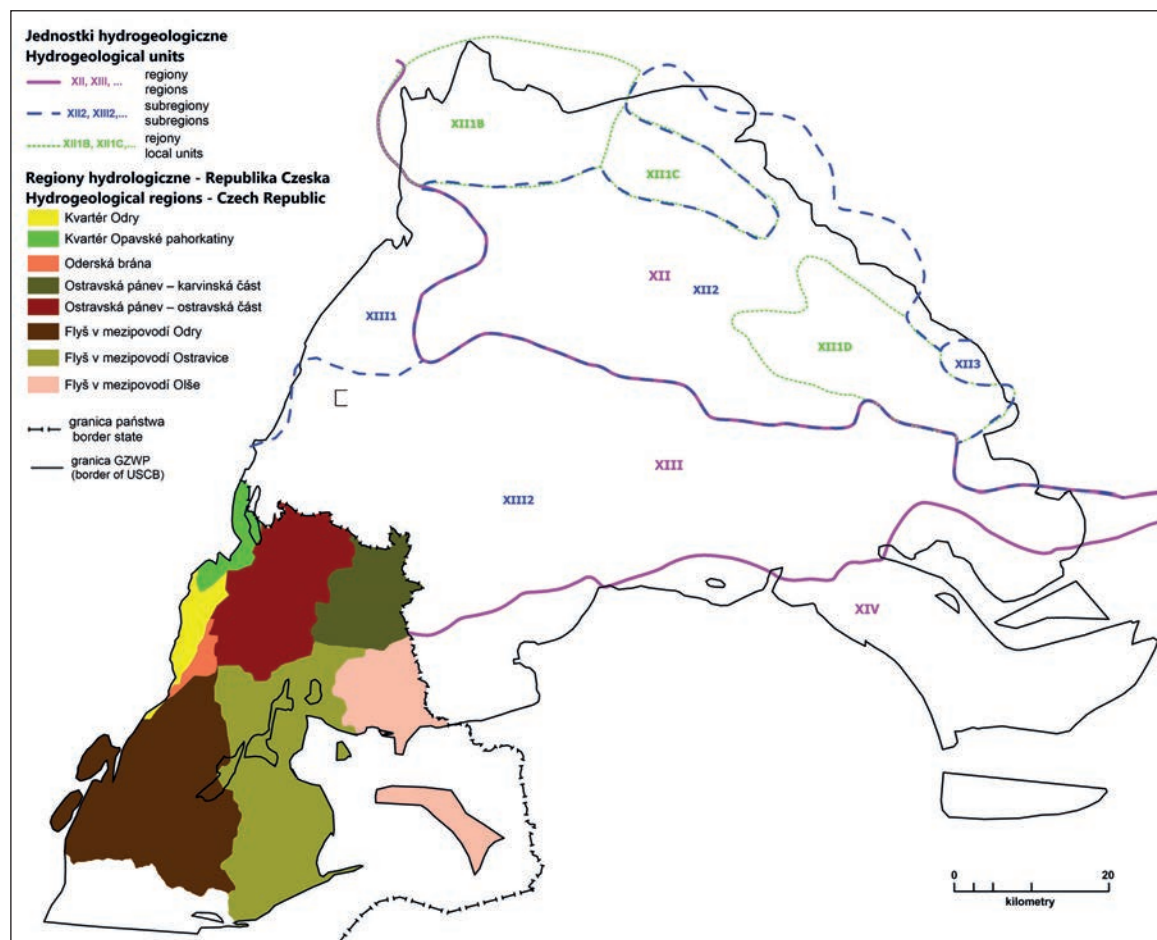 Jednostki hydrogeologiczne
Hydrogeological units
XII, XIII, ...
regiony
regions
XII2, XIII2,...
subregiony
subregions
XII1B, XII1C,...
rejony
local units
Regiony hydrologiczne - Republika Czeska
Hydrogeological regions - Czech Republic
Kvartér Odry
Kvartér Opavské pahorkatiny
Oderská brána
Ostravská pánev – karvinská část
Ostravská pánev – ostravská část
Flyš v mezipovodí Odry
Flyš v mezipovodí Ostravice
Flyš v mezipovodí Olše
granica państwa
border state
granica GZWP
(border of USCB)
XII1B
XII1C
XII
XII2
XIII1
XII1D
XII3
XIII
XIII2
XIV
0 20
kilometry